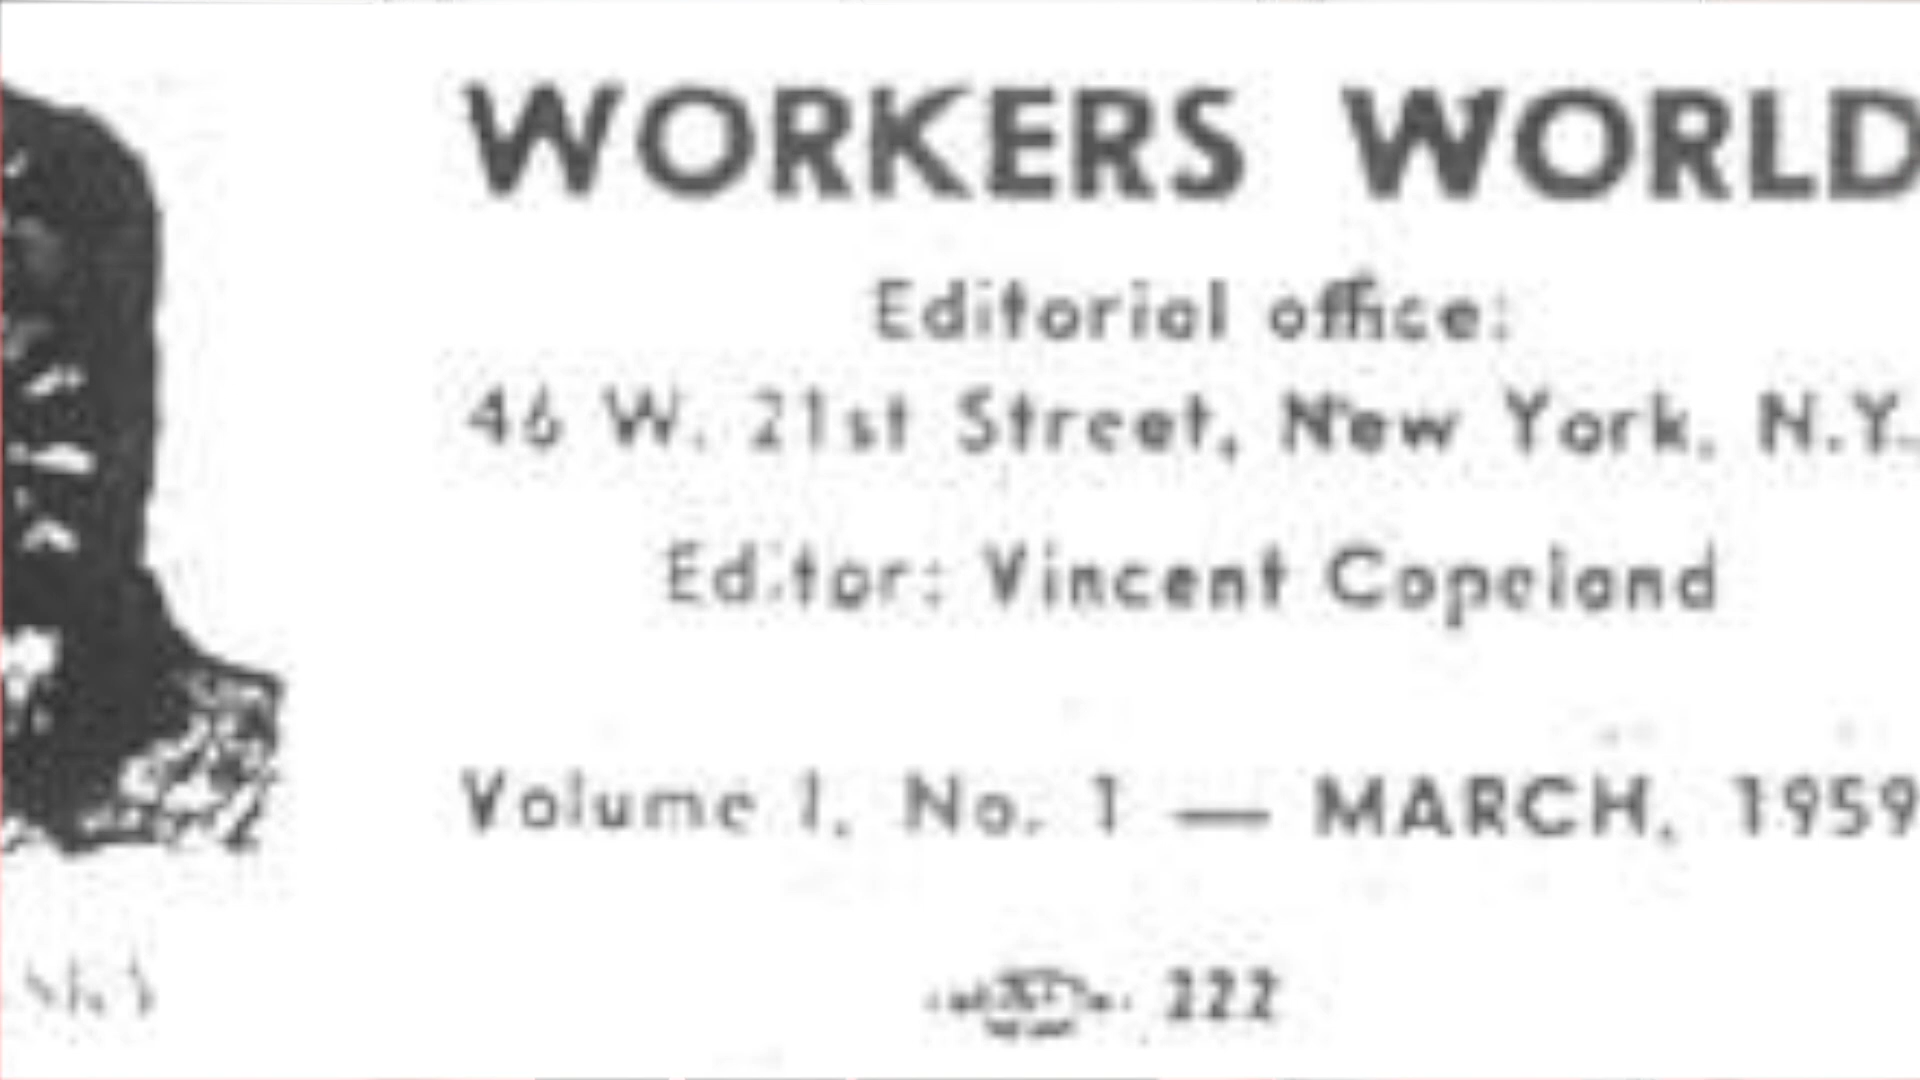 WORKERS WORLD
Editorial office:
46 W. 21st Street, New York, N.Y.
Editor: Vincent Copeland
Volume 1, No. 1 — MARCH, 1959
222